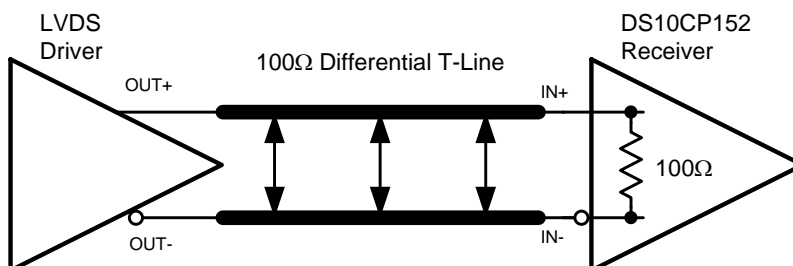 LVDS
Driver
DS10CP152
Receiver
100Ω Differential T-Line
OUT+
IN+
100Ω
OUT-
IN-